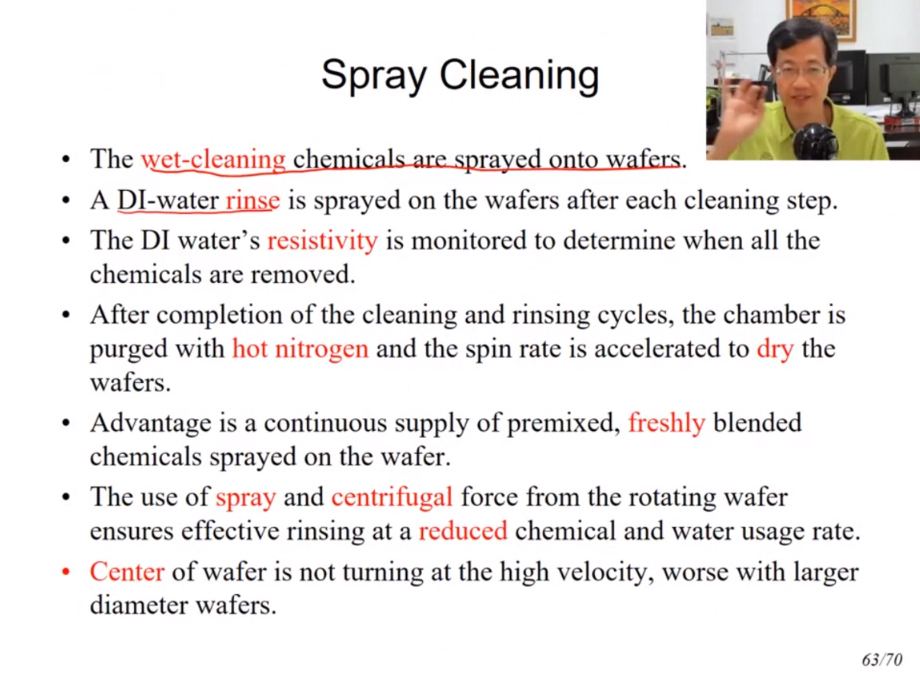 Spray Cleaning
• The wet-cleaning chemicals are sprayed onto wafers.
• A DI-water rinse is sprayed on the wafers after each cleaning step.
• The DI water's resistivity is monitored to determine when all the
chemicals are removed.
• After completion of the cleaning and rinsing cycles, the chamber is
purged with hot nitrogen and the spin rate is accelerated to dry the
wafers.
• Advantage is a continuous supply of premixed, freshly blended
chemicals sprayed on the wafer.
• The use of spray and centrifugal force from the rotating wafer
ensures effective rinsing at a reduced chemical and water usage rate.
• Center of wafer is not turning at the high velocity, worse with larger
diameter wafers.
63/70